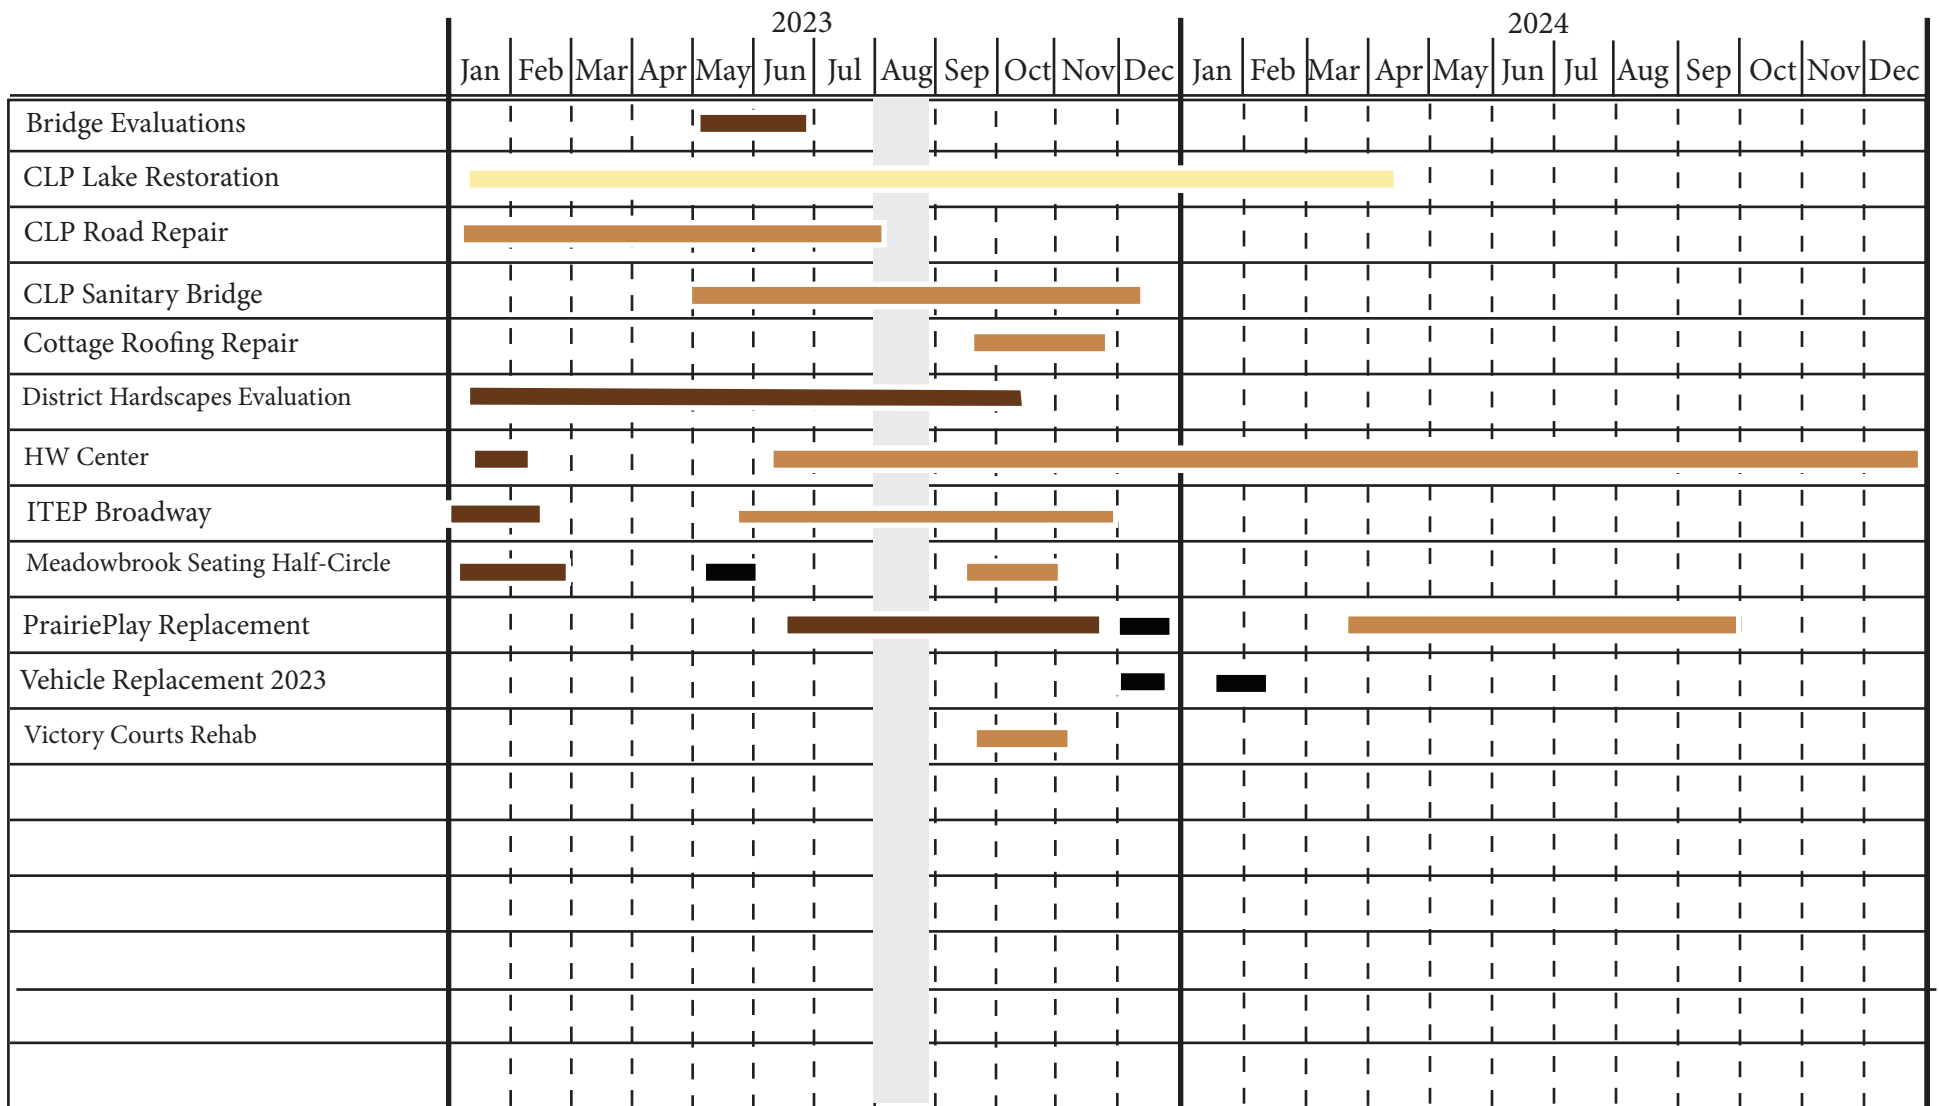 2023 2024
Jan Feb Mar Apr May Jun Jul Aug Sep Oct Nov Dec Jan Feb Mar Apr May Jun Jul Aug Sep Oct Nov Dec
Bridge Evaluations
CLP Lake Restoration
CLP Road Repair
CLP Sanitary Bridge
Cottage Roofing Repair
District Hardscapes Evaluation
HW Center
ITEP Broadway
Meadowbrook Seating Half-Circle
PrairiePlay Replacement
Vehicle Replacement 2023
Victory Courts Rehab